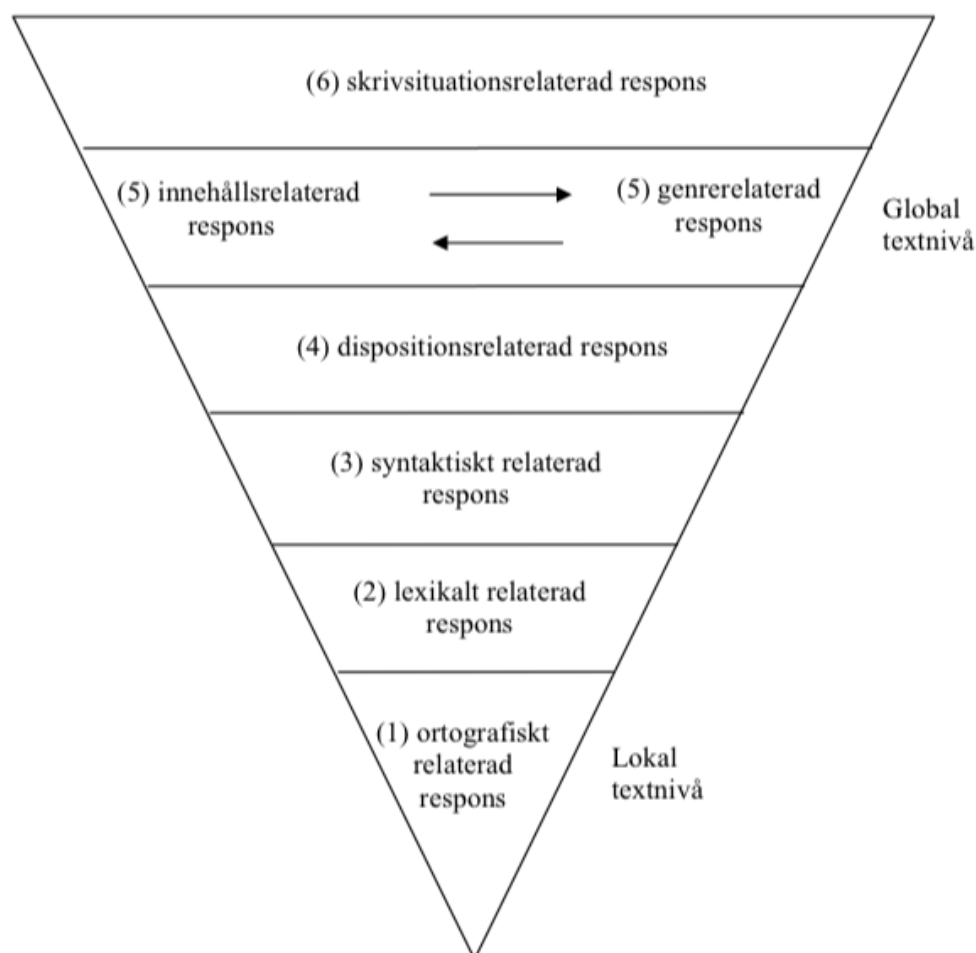 (6) skrivsituationsrelaterad respons
(5) innehållsrelaterad
respons
(5) genrerelaterad
respons
Global
textnivå
(4) dispositionsrelaterad respons
(3) syntaktiskt relaterad
respons
(2) lexikalt relaterad
respons
(1) ortografiskt
relaterad
respons
Lokal
textnivå